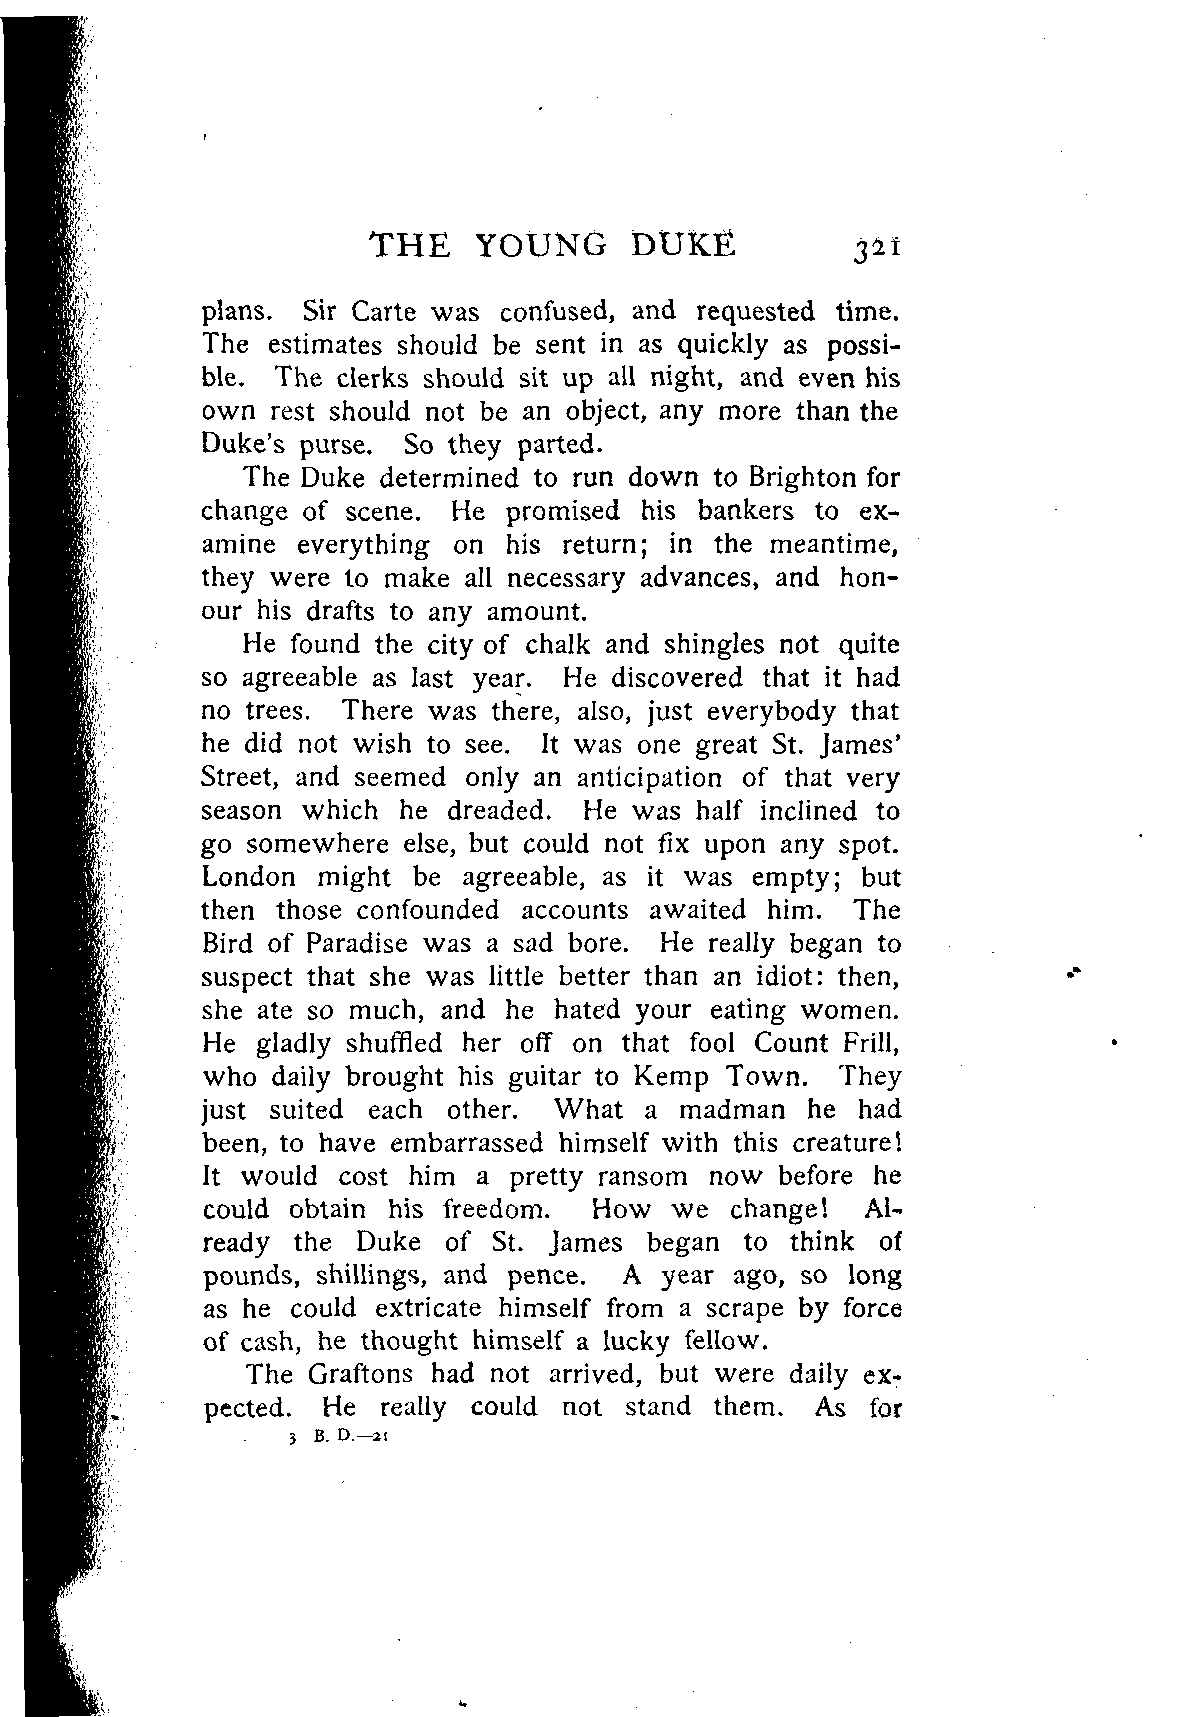 THE YOUNG DUKE 321
plans. Sir Carte was confused, and requested time.
The estimates should be sent in as quickly as possi-
ble. The clerks should sit up all night, and even his
own rest should not be an object, any more than the
Duke's purse. So they parted.
The Duke determined to run down to Brighton for
change of scene. He promised his bankers to ex-
amine everything on his return; in the meantime,
they were to make all necessary advances, and hon-
our his drafts to any amount.
He found the city of chalk and shingles not quite
so agreeable as last year. He discovered that it had
no trees. There was there, also, just everybody that
he did not wish to see. It was one great St. James'
Street, and seemed only an anticipation of that very
season which he dreaded. He was half inclined to
go somewhere else, but could not fix upon any spot.
London might be agreeable, as it was empty; but
then those confounded accounts awaited him. The
Bird of Paradise was a sad bore. He really began to
suspect that she was little better than an idiot: then,
she ate so much, and he hated your eating women.
He gladly shuffled her off on that fool Count Frill,
who daily brought his guitar to Kemp Town. They
just suited each other. What a madman he had
been, to have embarrassed himself with this creature!
It would cost him a pretty ransom now before he
could obtain his freedom. How we change! Al-
ready the Duke of St. James began to think of
pounds, shillings, and pence. A year ago, so long
as he could extricate himself from a scrape by force
of cash, he thought himself a lucky fellow.
The Graftons had not arrived, but were daily ex-
pected. He really could not stand them. As for
3 B. D.—21